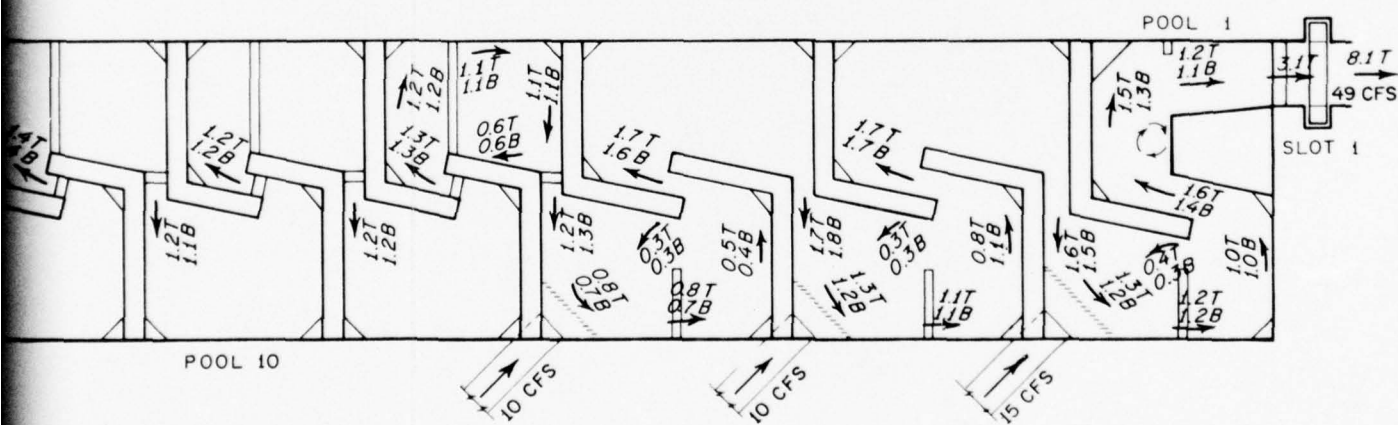 POOL 1
1.2T
1.1B
3.1T
8.1T
49 CFS
SLOT 1
1.5T
1.3B
1.6T
1.4B
1.0T
1.0B
0.4T
0.3B
1.6T
1.5B
1.3T
1.2B
1.2T
1.2B
15 CFS
1.7T
1.7B
0.8T
1.1B
0.3T
0.3B
1.7T
1.8B
1.3T
1.2B
1.1T
1.1B
10 CFS
1.7T
1.6B
0.5T
0.4B
0.3T
0.3B
1.2T
1.3B
0.8T
0.7B
0.8T
0.7B
10 CFS
1.1T
1.1B
1.1T
1.1B
1.2T
1.2B
0.6T
0.6B
1.3T
1.3B
1.2T
1.2B
1.2T
1.2B
1.2T
1.1B
1.4T
POOL 10